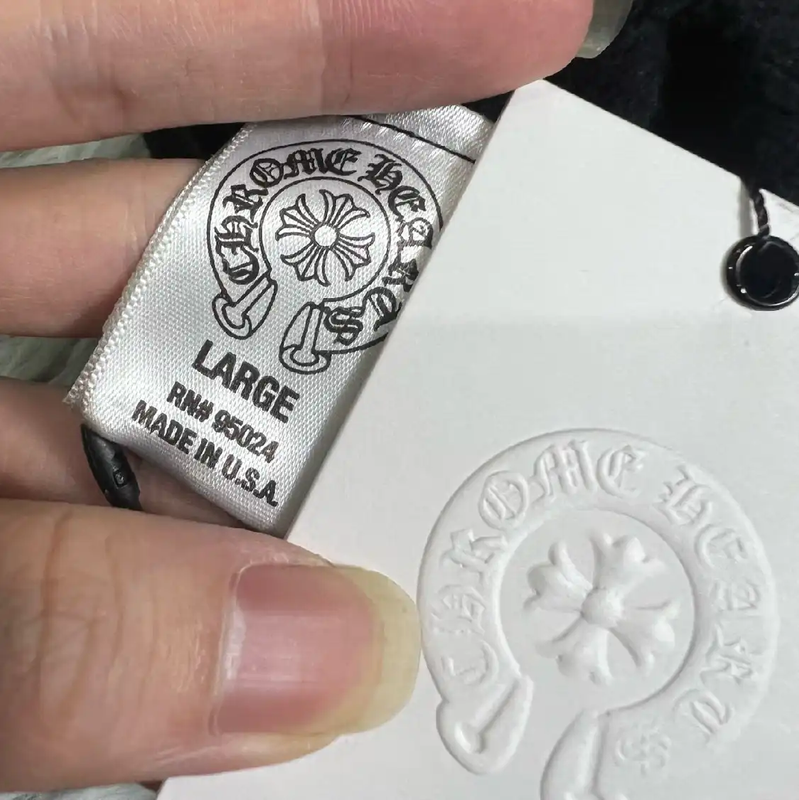 CHROME HEARTS
LARGE
RN# 95024
MADE IN U.S.A.
CHROME HEARTS